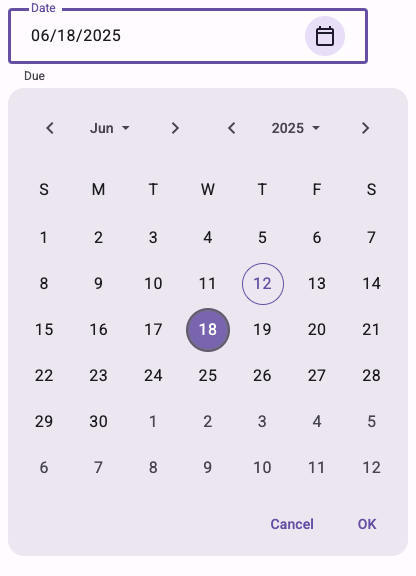 Date
06/18/2025
Due
Jun 2025
S M T W T F S
1 2 3 4 5 6 7
8 9 10 11 12 13 14
15 16 17 18 19 20 21
22 23 24 25 26 27 28
29 30 1 2 3 4 5
6 7 8 9 10 11 12
Cancel OK